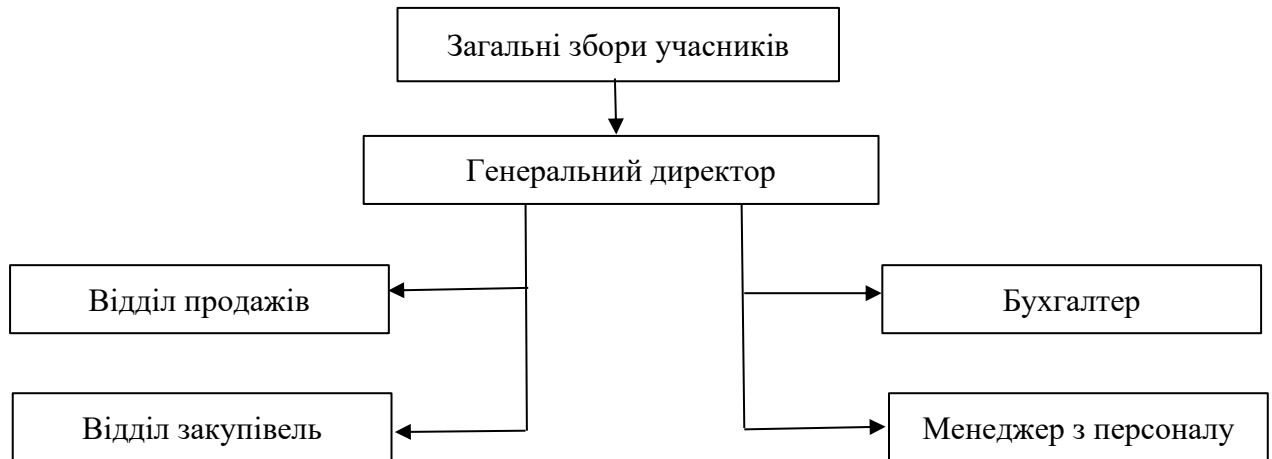 Загальні збори учасників
Генеральний директор
Відділ продажів
Бухгалтер
Відділ закупівель
Менеджер з персоналу